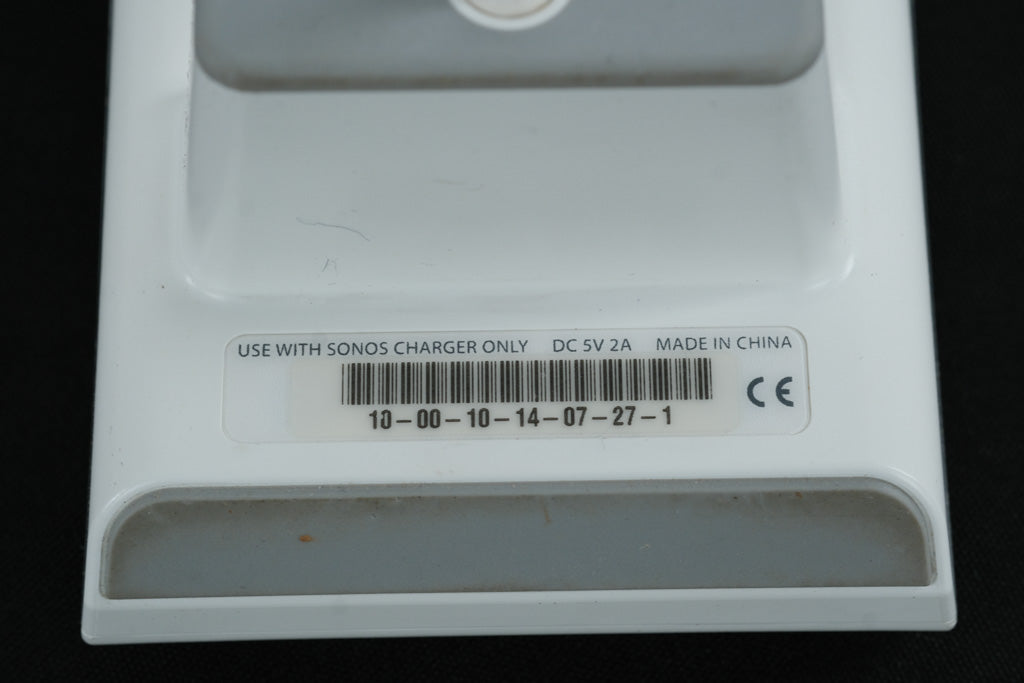 USE WITH SONOS CHARGER ONLY DC 5V 2A MADE IN CHINA
10-00-10-14-07-27-1
CE